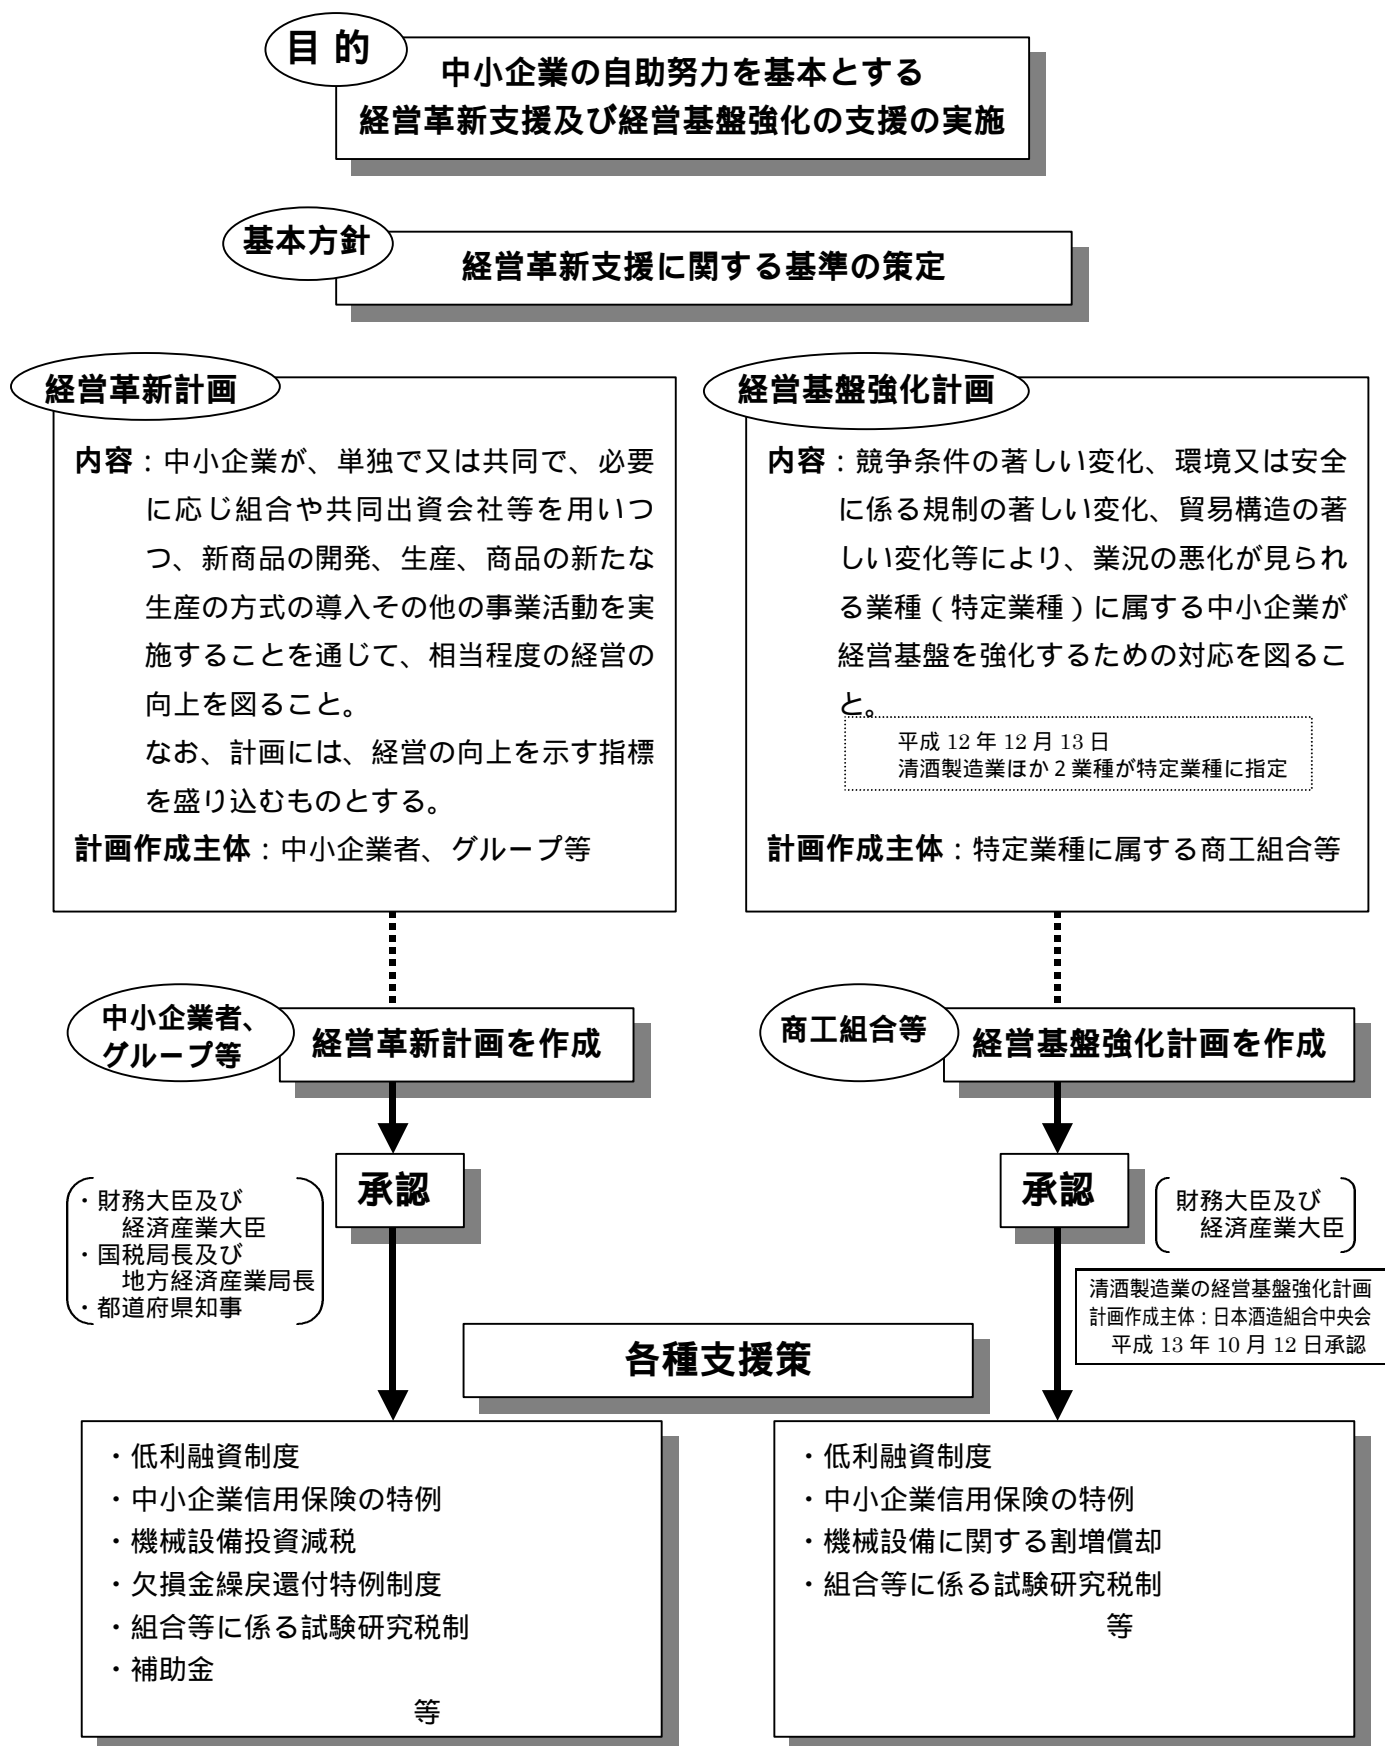 目 的
中小企業の自助努力を基本とする
経営革新支援及び経営基盤強化の支援の実施
基本方針
経営革新支援に関する基準の策定
経営革新計画
内容：中小企業が、単独で又は共同で、必要
に応じ組合や共同出資会社等を用いつ
つ、新商品の開発、生産、商品の新たな
生産の方式の導入その他の事業活動を実
施することを通じて、相当程度の経営の
向上を図ること。
なお、計画には、経営の向上を示す指標
を盛り込むものとする。
計画作成主体：中小企業者、グループ等
経営基盤強化計画
内容：競争条件の著しい変化、環境又は安全
に係る規制の著しい変化、貿易構造の著
しい変化等により、業況の悪化が見られ
る業種（特定業種）に属する中小企業が
経営基盤を強化するための対応を図るこ
と。
平成 12 年 12 月 13 日
清酒製造業ほか２業種が特定業種に指定
計画作成主体：特定業種に属する商工組合等
中小企業者、
グループ等
経営革新計画を作成
商工組合等
経営基盤強化計画を作成
承認
・財務大臣及び
経済産業大臣
・国税局長及び
地方経済産業局長
・都道府県知事
承認
財務大臣及び
経済産業大臣
清酒製造業の経営基盤強化計画
計画作成主体：日本酒造組合中央会
平成 13 年 10 月 12 日承認
各種支援策
・低利融資制度
・中小企業信用保険の特例
・機械設備投資減税
・欠損金繰戻還付特例制度
・組合等に係る試験研究税制
・補助金
等
・低利融資制度
・中小企業信用保険の特例
・機械設備に関する割増償却
・組合等に係る試験研究税制
等